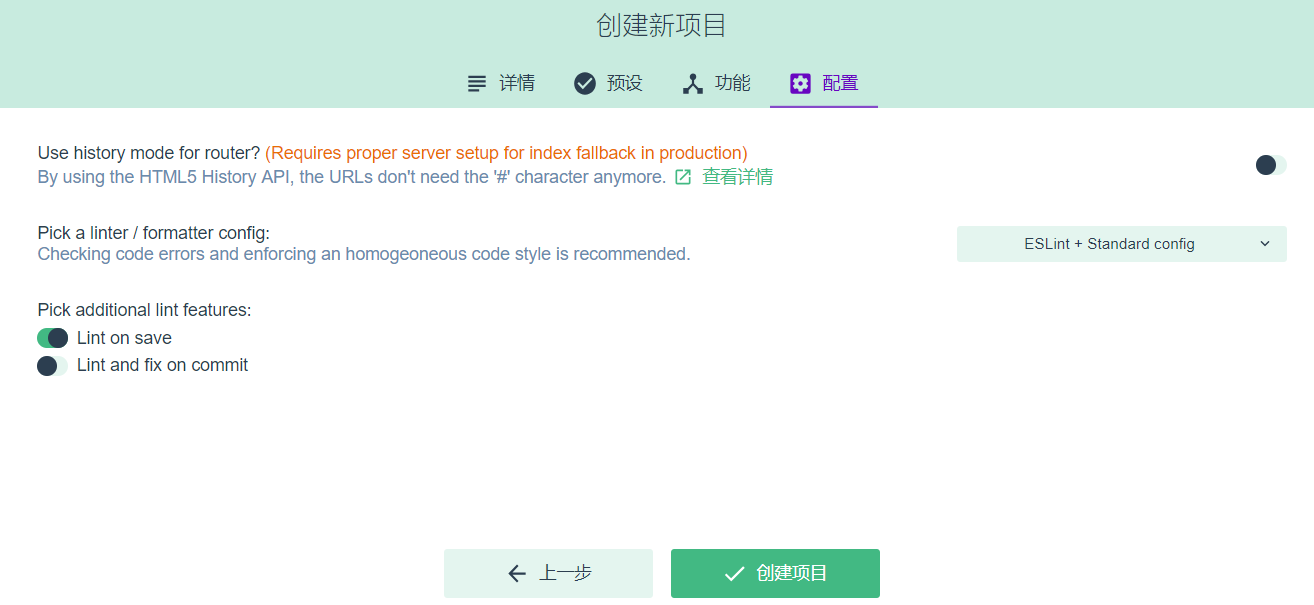 创建新项目
详情 预设 功能 配置
Use history mode for router? (Requires proper server setup for index fallback in production)
By using the HTML5 History API, the URLs don't need the '#' character anymore. 查看详情
Pick a linter / formatter config:
Checking code errors and enforcing an homogeoneous code style is recommended.
ESLint + Standard config
Pick additional lint features:
Lint on save
Lint and fix on commit
上一步 创建项目